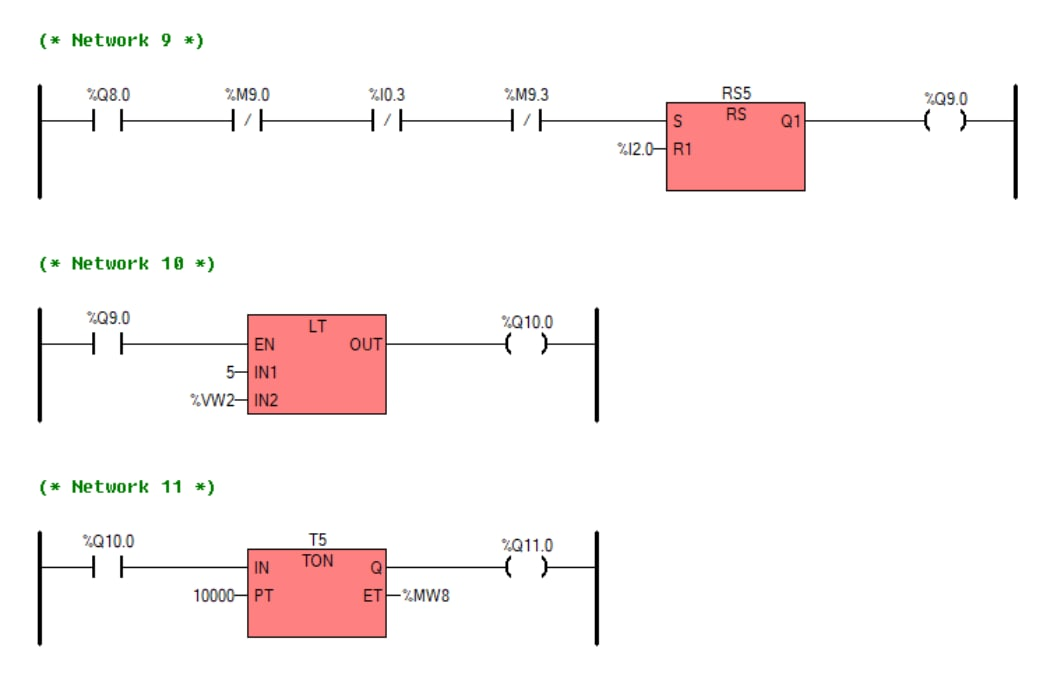 (* Network 9 *)
%Q8.0 %M9.0 %I0.3 %M9.3 RS5 %Q9.0
RS
S Q1
%I2.0 R1
(* Network 10 *)
%Q9.0 LT %Q10.0
EN OUT
5 IN1
%VW2 IN2
(* Network 11 *)
%Q10.0 T5 %Q11.0
TON
IN Q
10000 PT ET %MW8